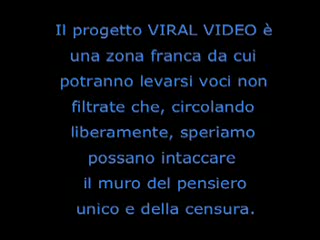 Il progetto VIRAL VIDEO è
una zona franca da cui
potranno levarsi voci non
filtrate che, circolando
liberamente, speriamo
possano intaccare
il muro del pensiero
unico e della censura.